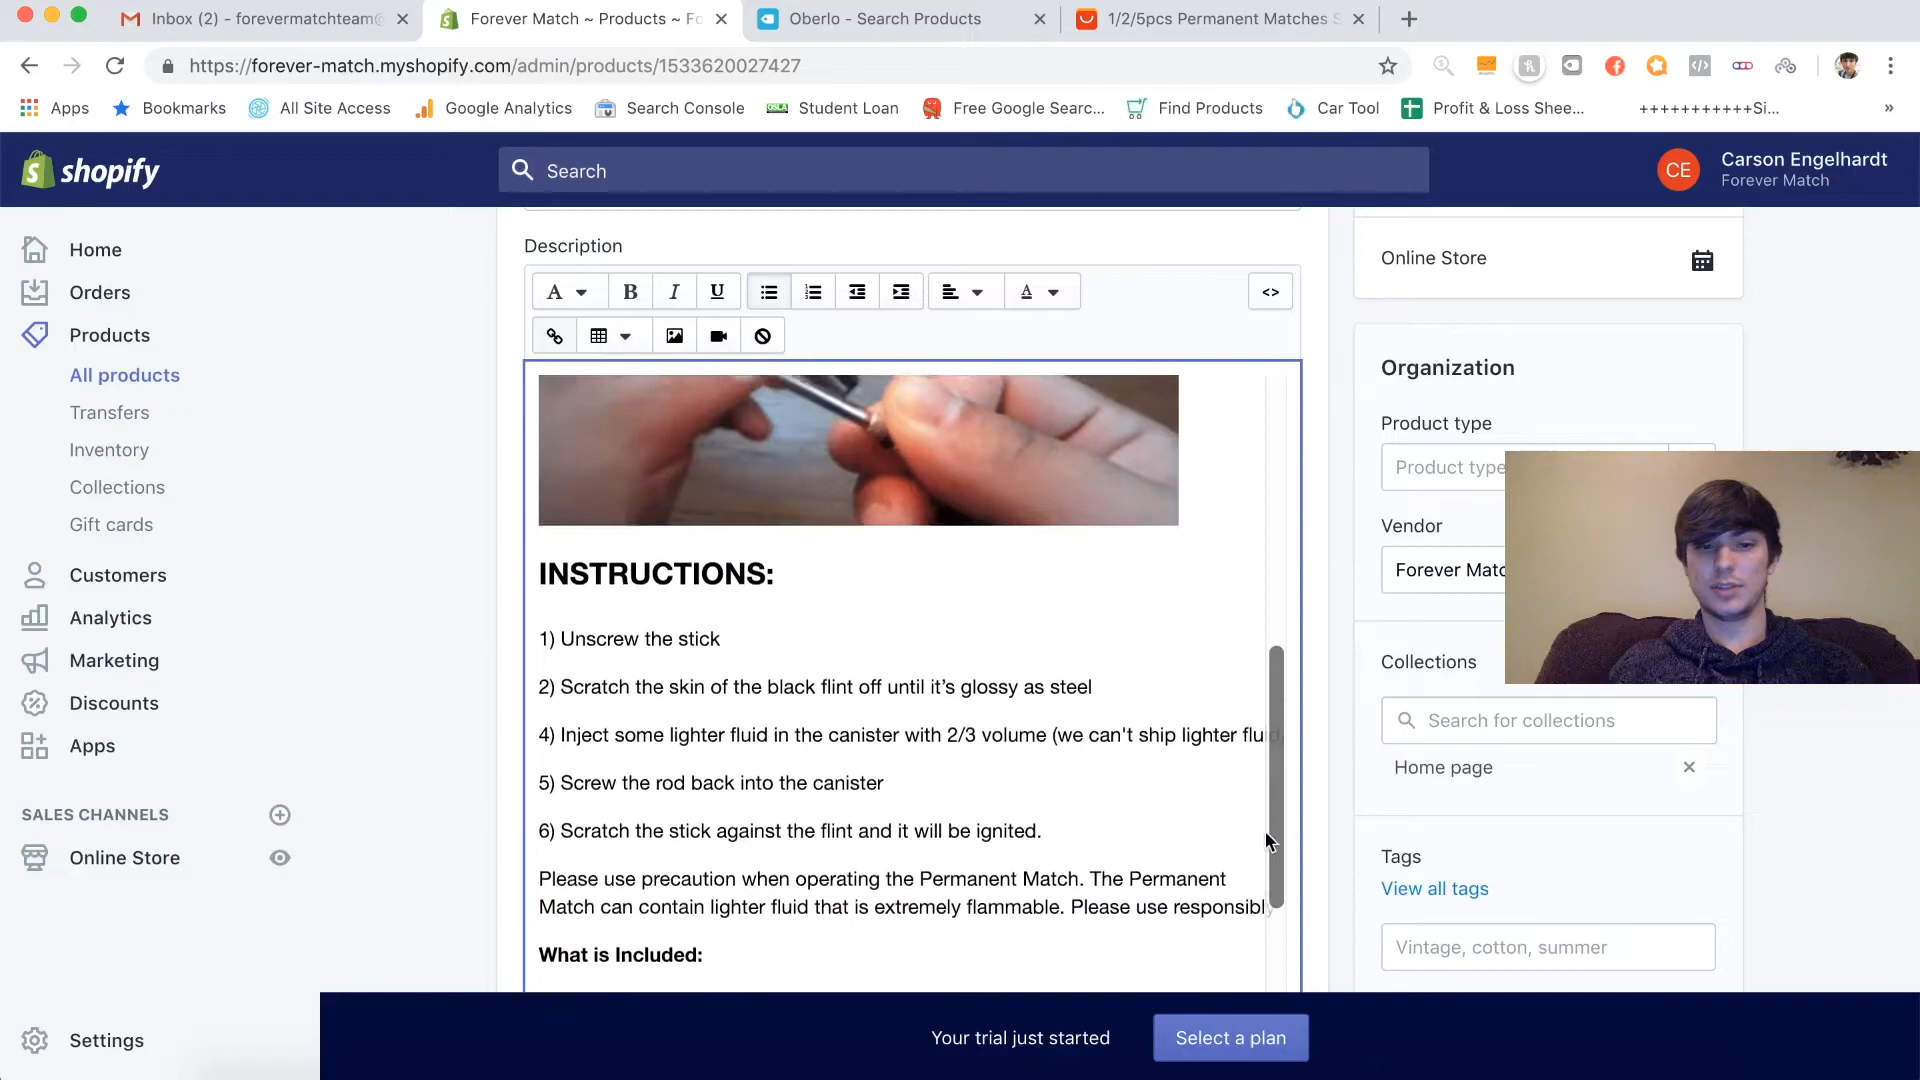 Inbox (2) - forevermatchteam@
Forever Match ~ Products ~ Fo
Oberlo - Search Products
1/2/5pcs Permanent Matches S
https://forever-match.myshopify.com/admin/products/1533620027427
Apps
Bookmarks
All Site Access
Google Analytics
Search Console
Student Loan
Free Google Searc...
Find Products
Car Tool
Profit & Loss Shee...
+++++++++++Si...
»
shopify
Search
CE
Carson Engelhardt
Forever Match
Home
Orders
Products
All products
Transfers
Inventory
Collections
Gift cards
Customers
Analytics
Marketing
Discounts
Apps
SALES CHANNELS
Online Store
Settings
Description
A B I U A <>
INSTRUCTIONS:
1) Unscrew the stick
2) Scratch the skin of the black flint off until it’s glossy as steel
4) Inject some lighter fluid in the canister with 2/3 volume (we can't ship lighter fluid,
5) Screw the rod back into the canister
6) Scratch the stick against the flint and it will be ignited.
Please use precaution when operating the Permanent Match. The Permanent
Match can contain lighter fluid that is extremely flammable. Please use responsibly
What is Included:
Online Store
Organization
Product type
Product type
Vendor
Forever Matc
Collections
Search for collections
Home page
Tags
View all tags
Vintage, cotton, summer
Your trial just started
Select a plan